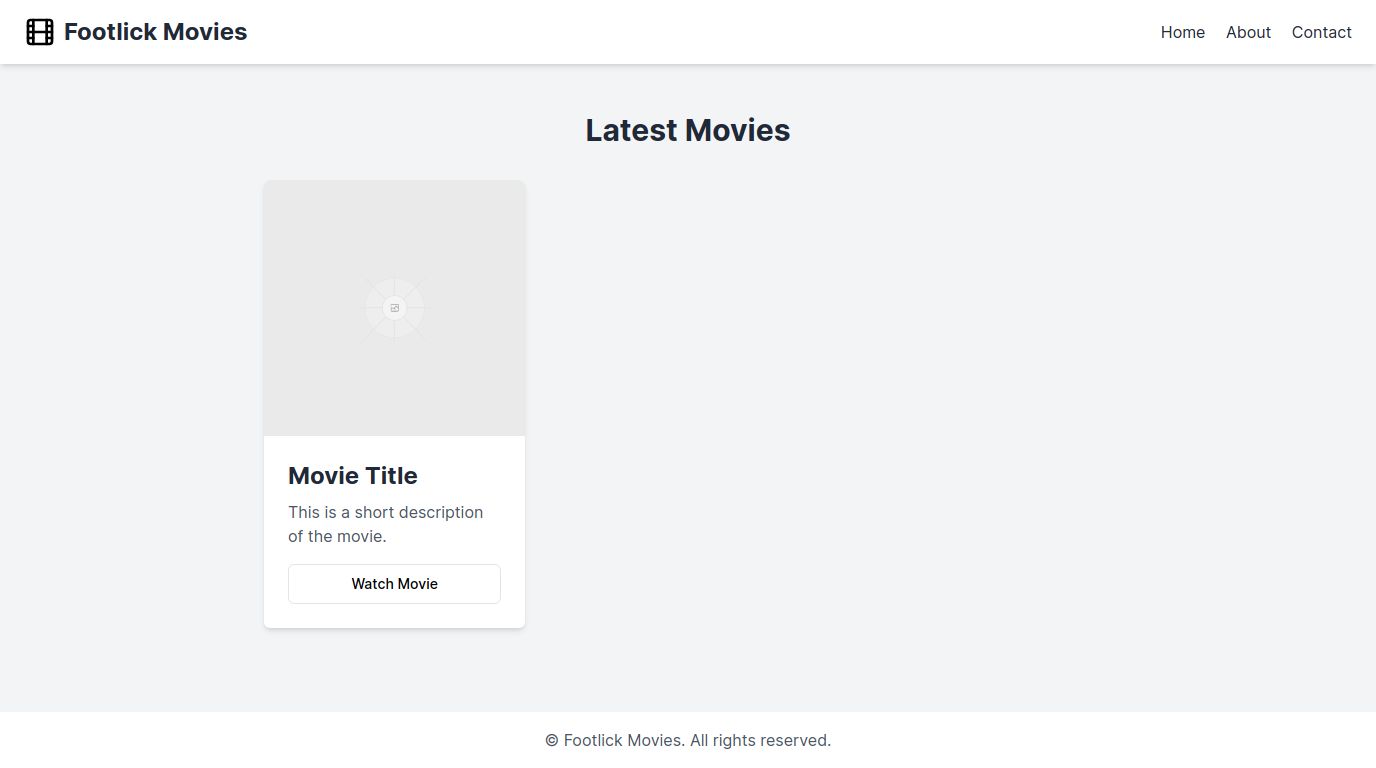 Footlick Movies
Home About Contact
Latest Movies
Movie Title
This is a short description
of the movie.
Watch Movie
© Footlick Movies. All rights reserved.